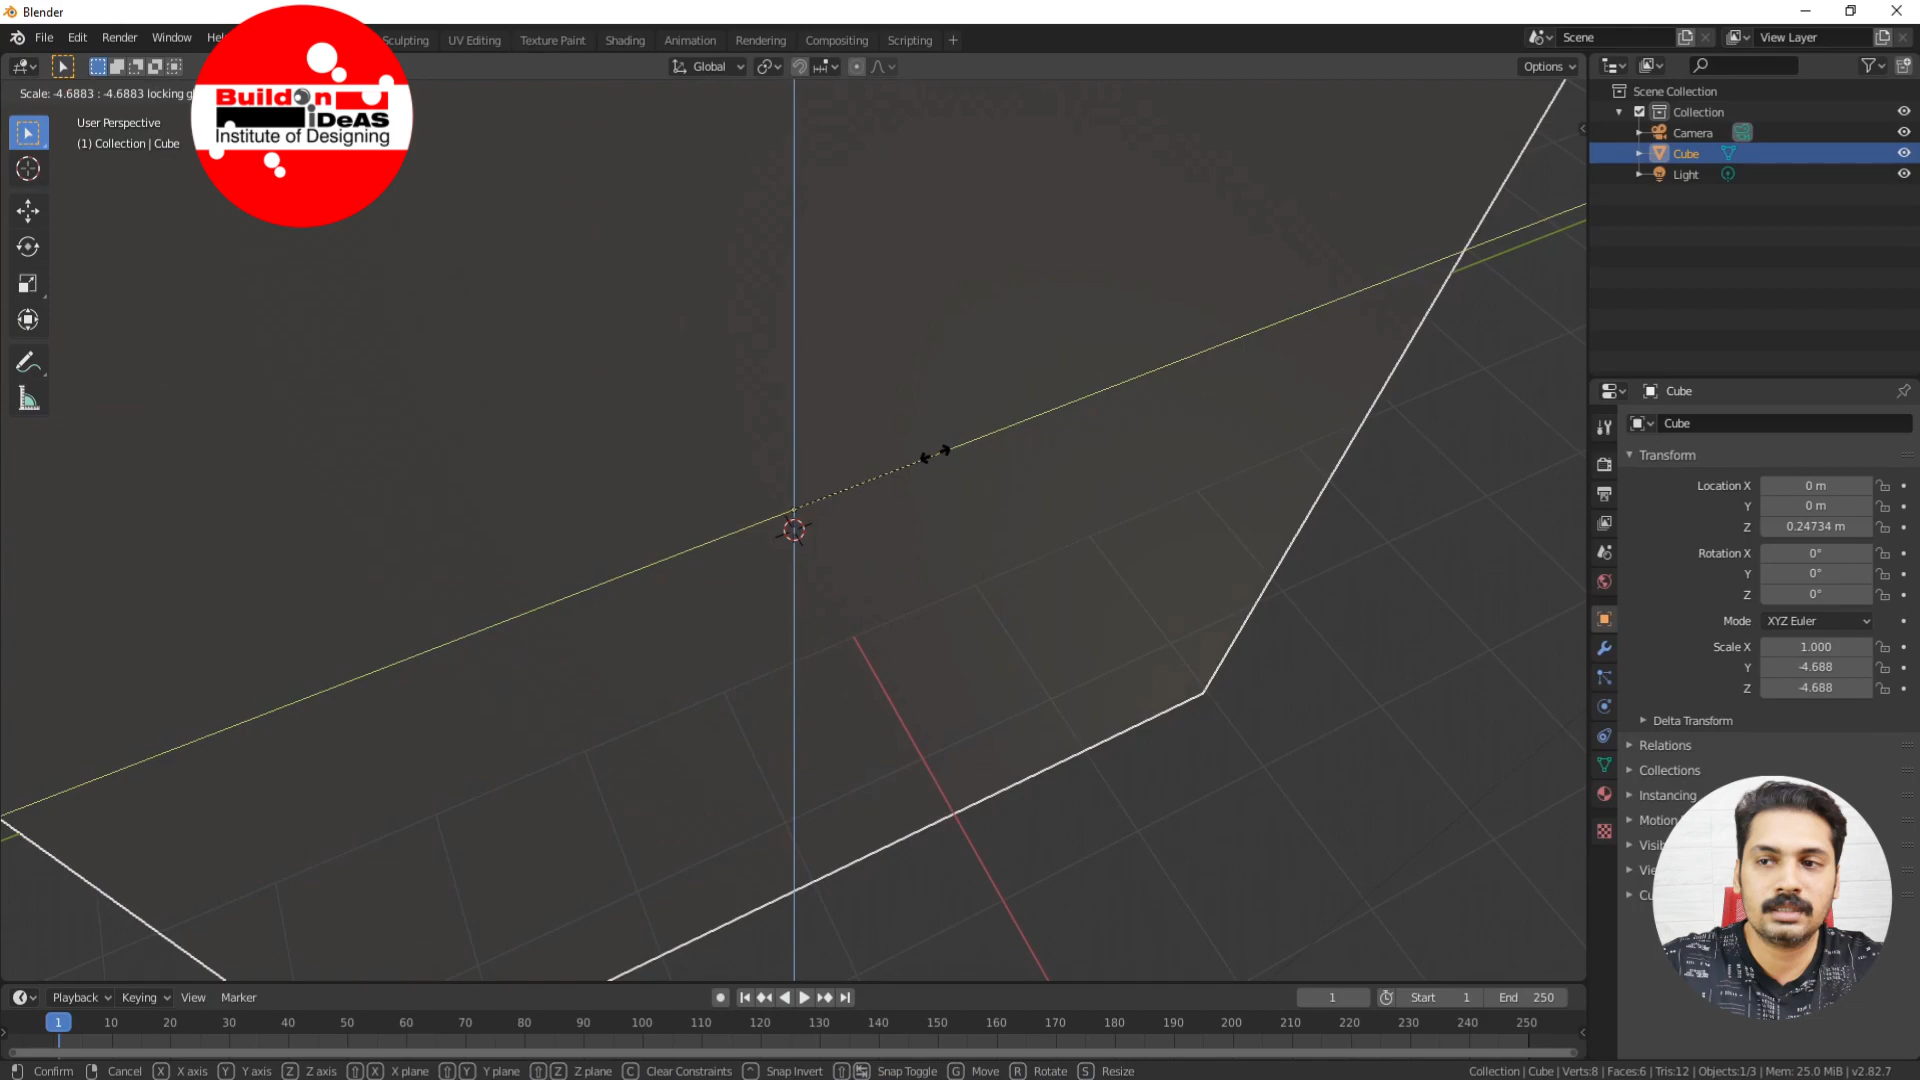 Blender
File Edit Render Window Hel
Sculpting UV Editing Texture Paint Shading Animation Rendering Compositing Scripting
Scene
View Layer
Global
Options
Scale: -4.6883 : -4.6883 locking gl
User Perspective
(1) Collection | Cube
BuildOn
iDeAS
Institute of Designing
Scene Collection
Collection
Camera
Cube
Light
Cube
Cube
Transform
Location X 0 m
Y 0 m
Z 0.24734 m
Rotation X 0°
Y 0°
Z 0°
Mode XYZ Euler
Scale X 1.000
Y -4.688
Z -4.688
Delta Transform
Relations
Collections
Instancing
Motion
Visib
Vie
Cu
Playback Keying View Marker
1 Start 1 End 250
1 10 20 30 40 50 60 70 80 90 100 110 120 130 140 150 160 170 180 190 200 210 220 230 240 250
Confirm Cancel X X axis Y Y axis Z Z axis X X plane Y Y plane Z Z plane C Clear Constraints Snap Invert Snap Toggle G Move R Rotate S Resize
Collection | Cube | Verts:8 | Faces:6 | Tris:12 | Objects:1/3 | Mem: 25.0 MiB | v2.82.7